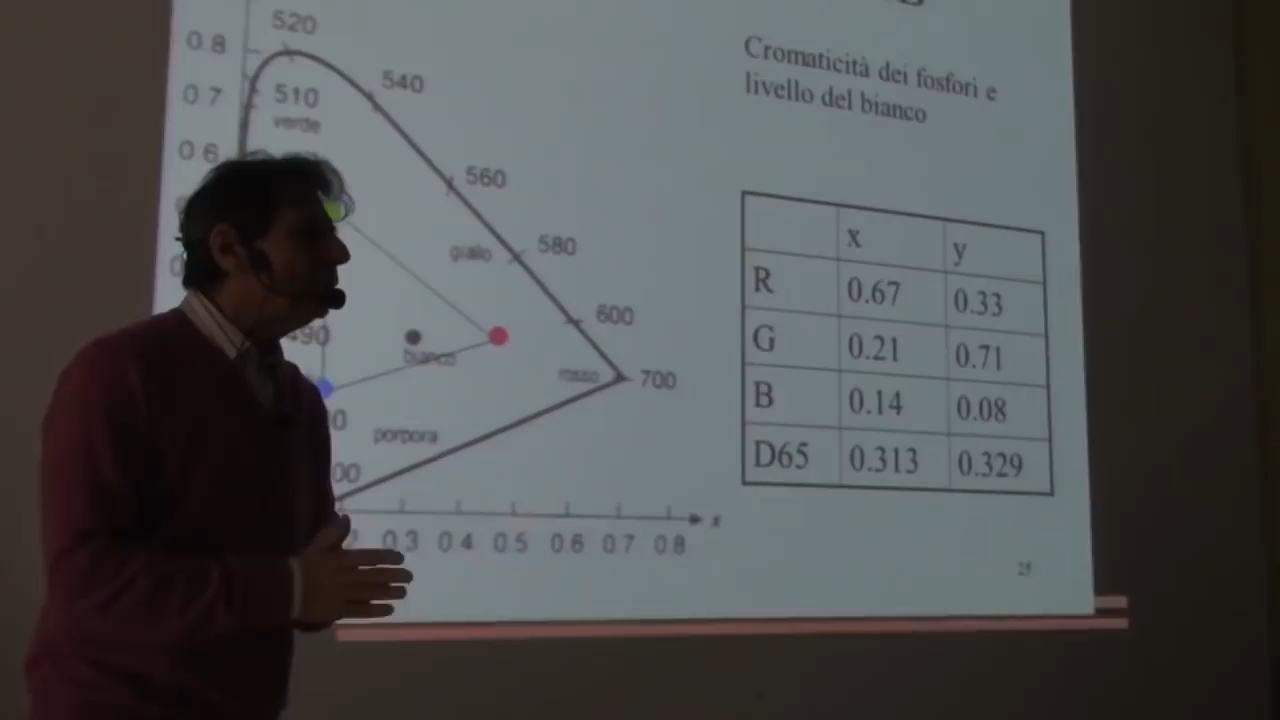 Cromaticità dei fosfori e
livello del bianco
520
0.8
540
0.7
510
verde
0.6
560
giallo
580
490
600
bianco
rosso
700
porpora
0.3 0.4 0.5 0.6 0.7 0.8
x
x y
R 0.67 0.33
G 0.21 0.71
B 0.14 0.08
D65 0.313 0.329
25